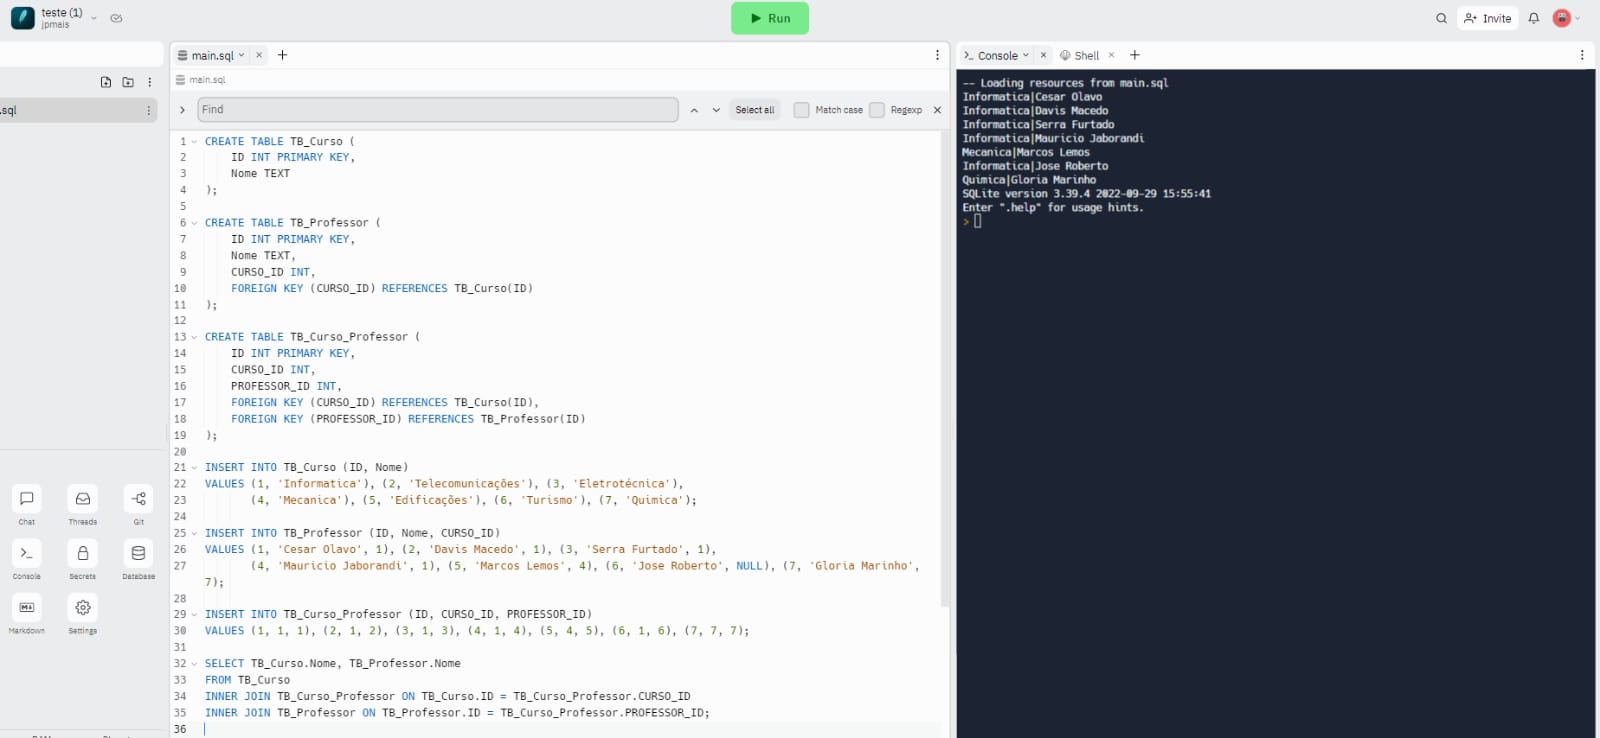 teste (1)
jpmais
Run
Invite
main.sql
Console
Shell
main.sql
.sql
Find
Select all
Match case
Regexp
1 CREATE TABLE TB_Curso (
2 ID INT PRIMARY KEY,
3 Nome TEXT
4 );
5
6 CREATE TABLE TB_Professor (
7 ID INT PRIMARY KEY,
8 Nome TEXT,
9 CURSO_ID INT,
10 FOREIGN KEY (CURSO_ID) REFERENCES TB_Curso(ID)
11 );
12
13 CREATE TABLE TB_Curso_Professor (
14 ID INT PRIMARY KEY,
15 CURSO_ID INT,
16 PROFESSOR_ID INT,
17 FOREIGN KEY (CURSO_ID) REFERENCES TB_Curso(ID),
18 FOREIGN KEY (PROFESSOR_ID) REFERENCES TB_Professor(ID)
19 );
20
21 INSERT INTO TB_Curso (ID, Nome)
22 VALUES (1, 'Informatica'), (2, 'Telecomunicações'), (3, 'Eletrotécnica'),
23 (4, 'Mecanica'), (5, 'Edificações'), (6, 'Turismo'), (7, 'Quimica');
24
25 INSERT INTO TB_Professor (ID, Nome, CURSO_ID)
26 VALUES (1, 'Cesar Olavo', 1), (2, 'Davis Macedo', 1), (3, 'Serra Furtado', 1),
27 (4, 'Mauricio Jaborandi', 1), (5, 'Marcos Lemos', 4), (6, 'Jose Roberto', NULL), (7, 'Gloria Marinho',
7);
28
29 INSERT INTO TB_Curso_Professor (ID, CURSO_ID, PROFESSOR_ID)
30 VALUES (1, 1, 1), (2, 1, 2), (3, 1, 3), (4, 1, 4), (5, 4, 5), (6, 1, 6), (7, 7, 7);
31
32 SELECT TB_Curso.Nome, TB_Professor.Nome
33 FROM TB_Curso
34 INNER JOIN TB_Curso_Professor ON TB_Curso.ID = TB_Curso_Professor.CURSO_ID
35 INNER JOIN TB_Professor ON TB_Professor.ID = TB_Curso_Professor.PROFESSOR_ID;
36
-- Loading resources from main.sql
Informatica|Cesar Olavo
Informatica|Davis Macedo
Informatica|Serra Furtado
Informatica|Mauricio Jaborandi
Mecanica|Marcos Lemos
Informatica|Jose Roberto
Quimica|Gloria Marinho
SQLite version 3.39.4 2022-09-29 15:55:41
Enter ".help" for usage hints.
>
Chat
Threads
Git
Console
Secrets
Database
Markdown
Settings